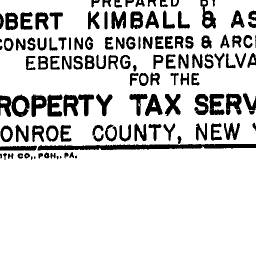 PREPARED BY
OBERT KIMBALL & AS
CONSULTING ENGINEERS & ARC
EBENSBURG, PENNSYLVA
FOR THE
ROPERTY TAX SERV
ONROE COUNTY, NEW Y
ITH CO., PGH., PA.